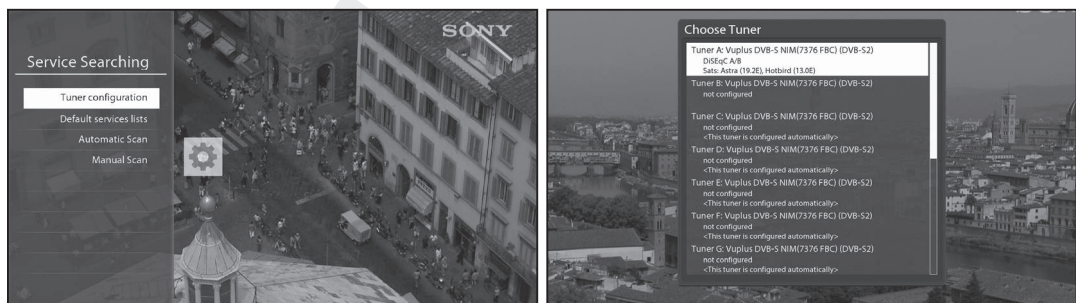 SONY
Service Searching
Tuner configuration
Default services lists
Automatic Scan
Manual Scan
Choose Tuner
Tuner A: Vuplus DVB-S NIM(7376 FBC) (DVB-S2)
DiSEqC A/B
Sats: Astra (19.2E), Hotbird (13.0E)
Tuner B: Vuplus DVB-S NIM(7376 FBC) (DVB-S2)
not configured
Tuner C: Vuplus DVB-S NIM(7376 FBC) (DVB-S2)
not configured
<This tuner is configured automatically>
Tuner D: Vuplus DVB-S NIM(7376 FBC) (DVB-S2)
not configured
<This tuner is configured automatically>
Tuner E: Vuplus DVB-S NIM(7376 FBC) (DVB-S2)
not configured
<This tuner is configured automatically>
Tuner F: Vuplus DVB-S NIM(7376 FBC) (DVB-S2)
not configured
<This tuner is configured automatically>
Tuner G: Vuplus DVB-S NIM(7376 FBC) (DVB-S2)
not configured
<This tuner is configured automatically>